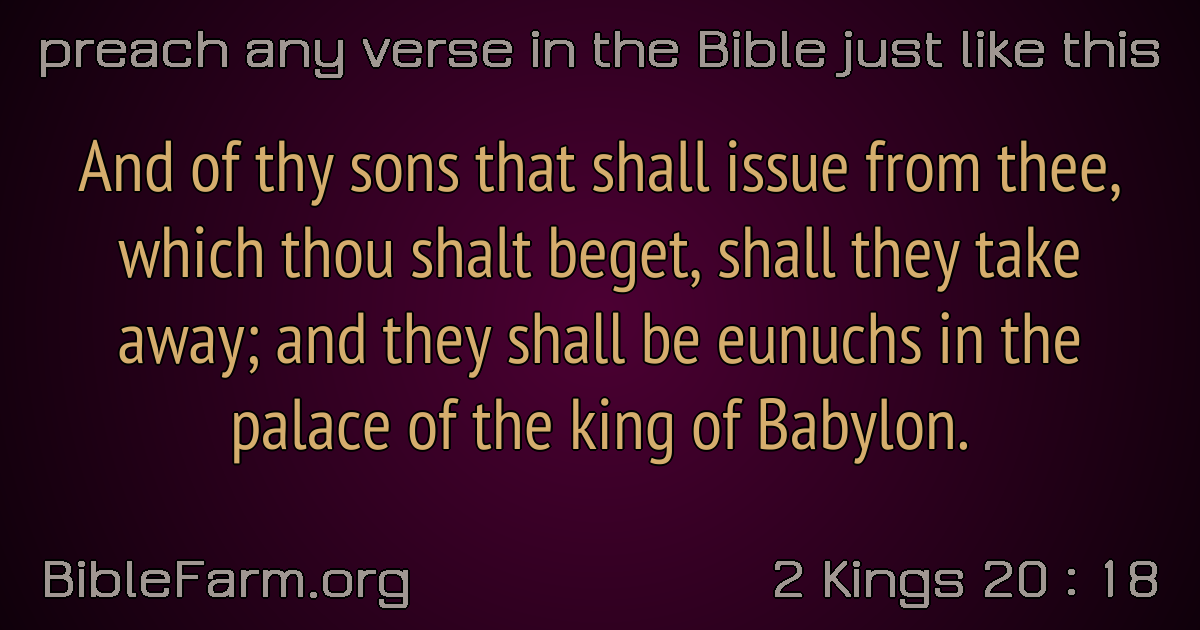 preach any verse in the Bible just like this
And of thy sons that shall issue from thee,
which thou shalt beget, shall they take
away; and they shall be eunuchs in the
palace of the king of Babylon.
BibleFarm.org
2 Kings 20 : 18